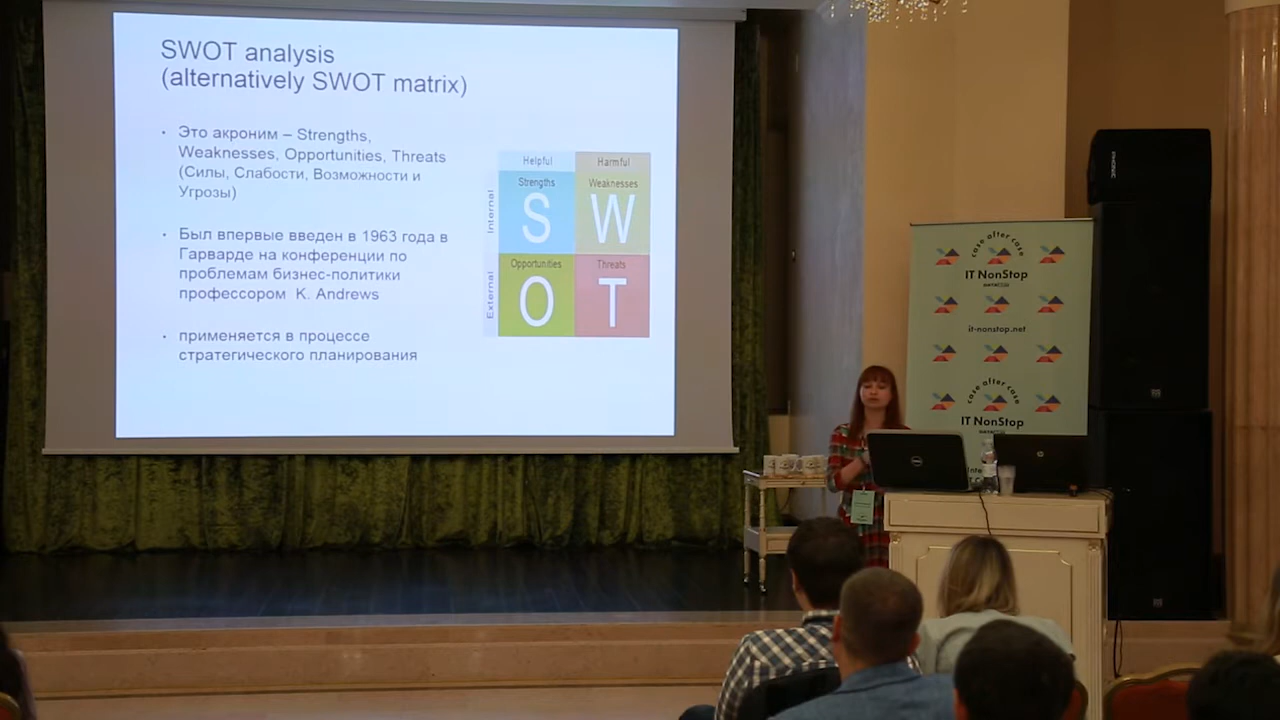 SWOT analysis
(alternatively SWOT matrix)
• Это акроним – Strengths,
Weaknesses, Opportunities, Threats
(Силы, Слабости, Возможности и
Угрозы)
• Был впервые введен в 1963 года в
Гарварде на конференции по
проблемам бизнес-политики
профессором K. Andrews
• применяется в процессе
стратегического планирования
Helpful
Harmful
Internal
Strengths
S
Weaknesses
W
External
Opportunities
O
Threats
T
case after case
IT NonStop
it-nonstop.net
case after case
IT NonStop
DELL
hp